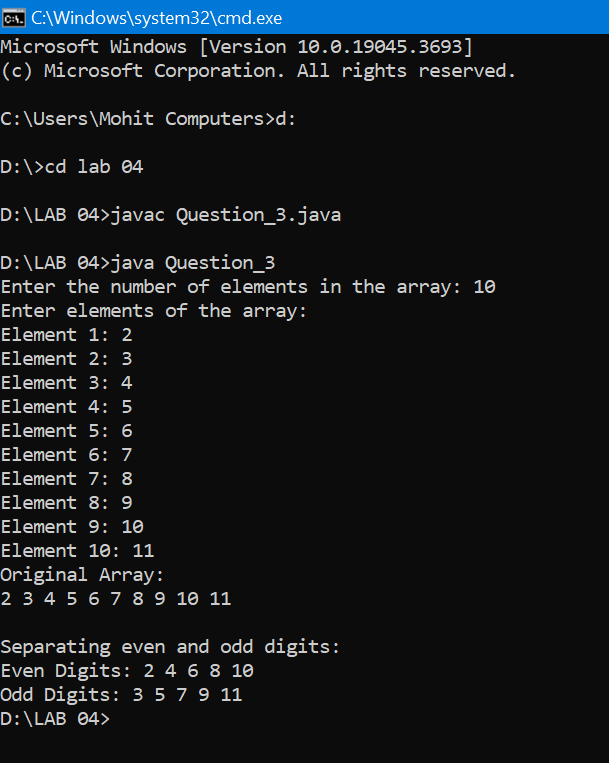 C:\Windows\system32\cmd.exe
Microsoft Windows [Version 10.0.19045.3693]
(c) Microsoft Corporation. All rights reserved.
C:\Users\Mohit Computers>d:
D:\>cd lab 04
D:\LAB 04>javac Question_3.java
D:\LAB 04>java Question_3
Enter the number of elements in the array: 10
Enter elements of the array:
Element 1: 2
Element 2: 3
Element 3: 4
Element 4: 5
Element 5: 6
Element 6: 7
Element 7: 8
Element 8: 9
Element 9: 10
Element 10: 11
Original Array:
2 3 4 5 6 7 8 9 10 11
Separating even and odd digits:
Even Digits: 2 4 6 8 10
Odd Digits: 3 5 7 9 11
D:\LAB 04>